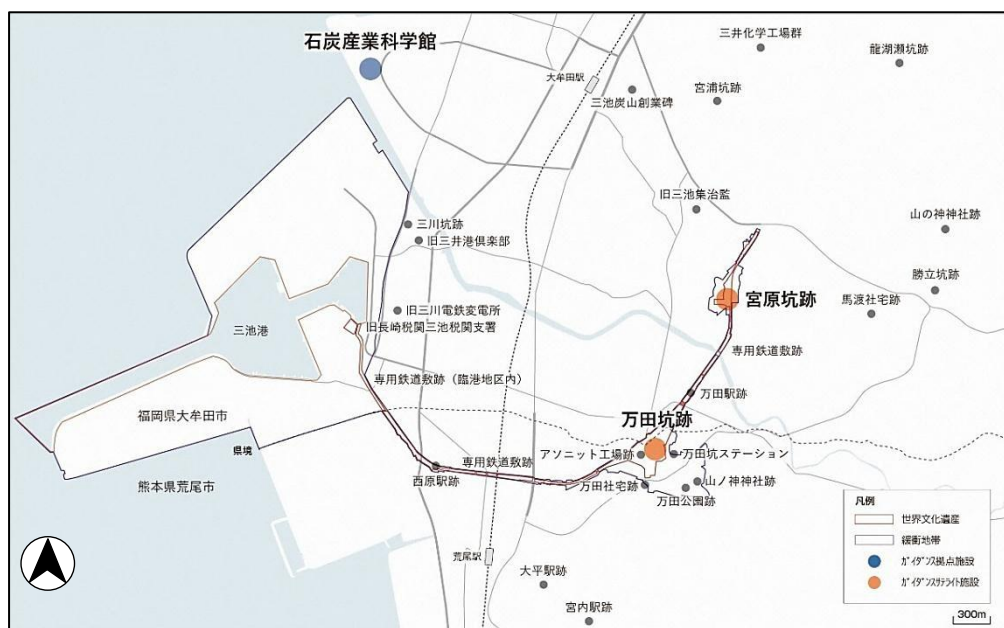 石炭産業科学館
三井化学工場群
龍湖瀬坑跡
大牟田駅
三池炭山創業碑
宮浦坑跡
旧三池集治監
山の神神社跡
三川坑跡
旧三井港倶楽部
勝立坑跡
宮原坑跡
馬渡社宅跡
旧三川電鉄変電所
三池港
旧長崎税関三池税関支署
専用鉄道敷跡
専用鉄道敷跡（臨港地区内）
万田駅跡
福岡県大牟田市
万田坑跡
県境
アソニット工場跡
万田坑ステーション
専用鉄道敷跡
熊本県荒尾市
西原駅跡
万田社宅跡
山ノ神神社跡
万田公園跡
凡例
世界文化遺産
緩衝地帯
ｶﾞｲﾀﾞﾝｽ拠点施設
ｶﾞｲﾀﾞﾝｽｻﾃﾗｲﾄ施設
荒尾駅
大平駅跡
宮内駅跡
300m